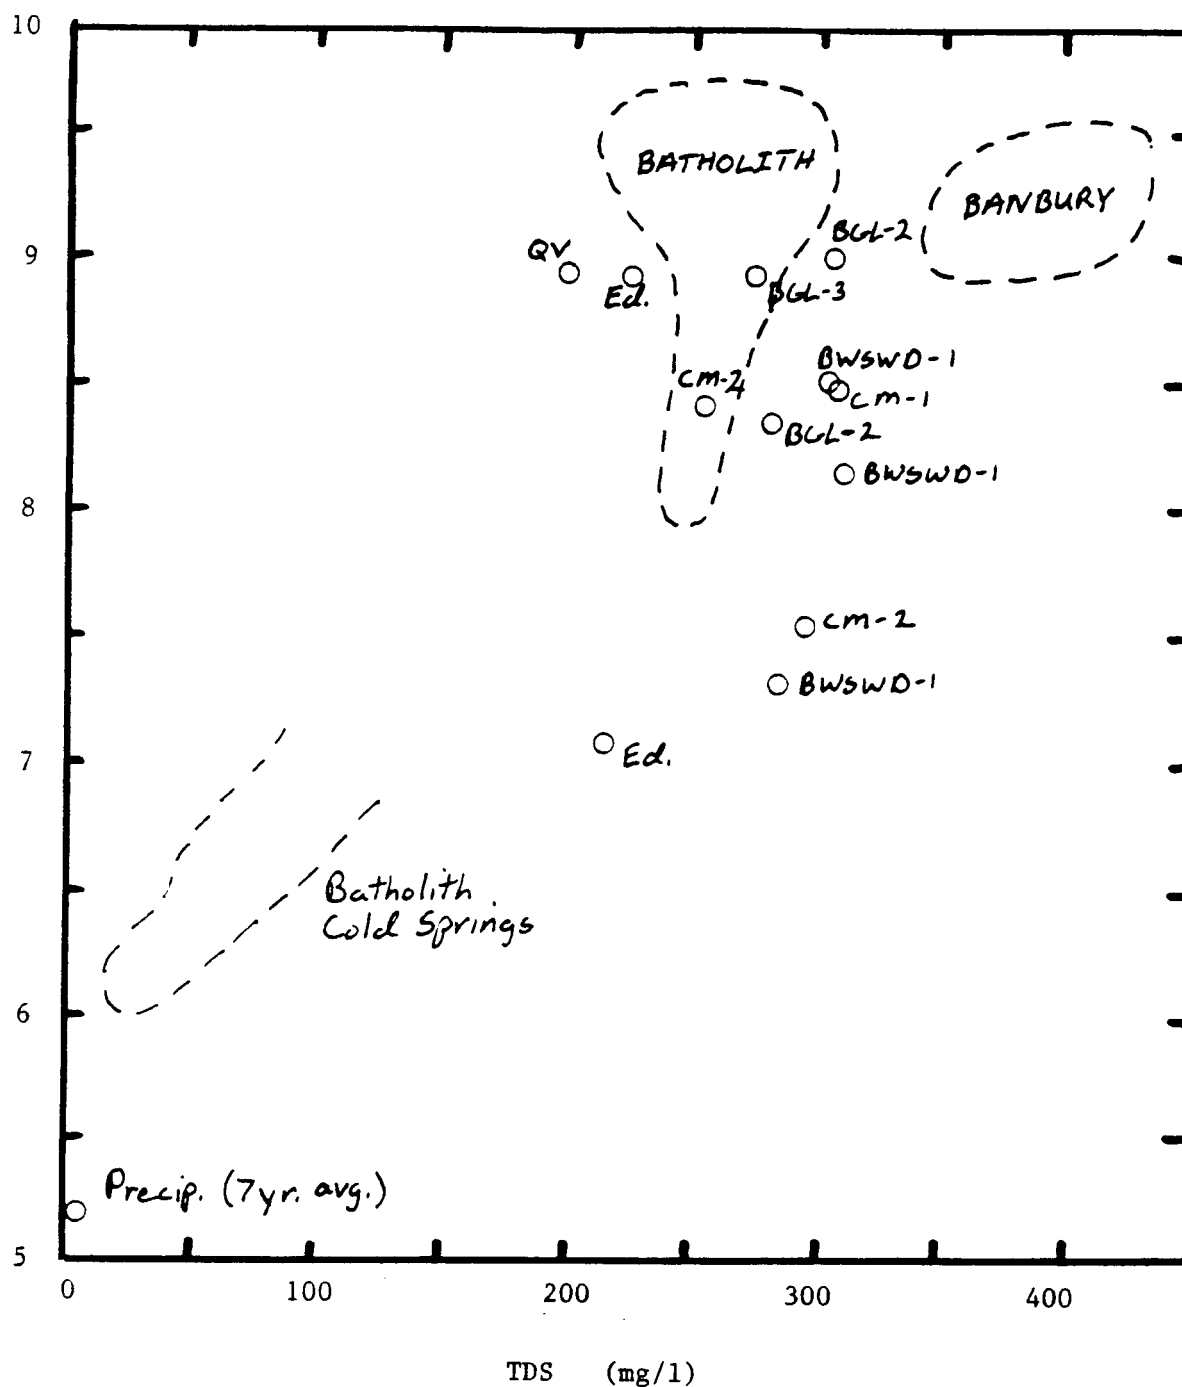 10
BATHOLITH
BANBURY
BGL-2
QV
9
Ed.
BGL-3
BWSWD-1
CM-2
CM-1
BGL-2
BWSWD-1
8
CM-2
BWSWD-1
7
Ed.
Batholith
Cold Springs
6
Precip. (7yr. avg.)
5
0 100 200 300 400
TDS (mg/l)